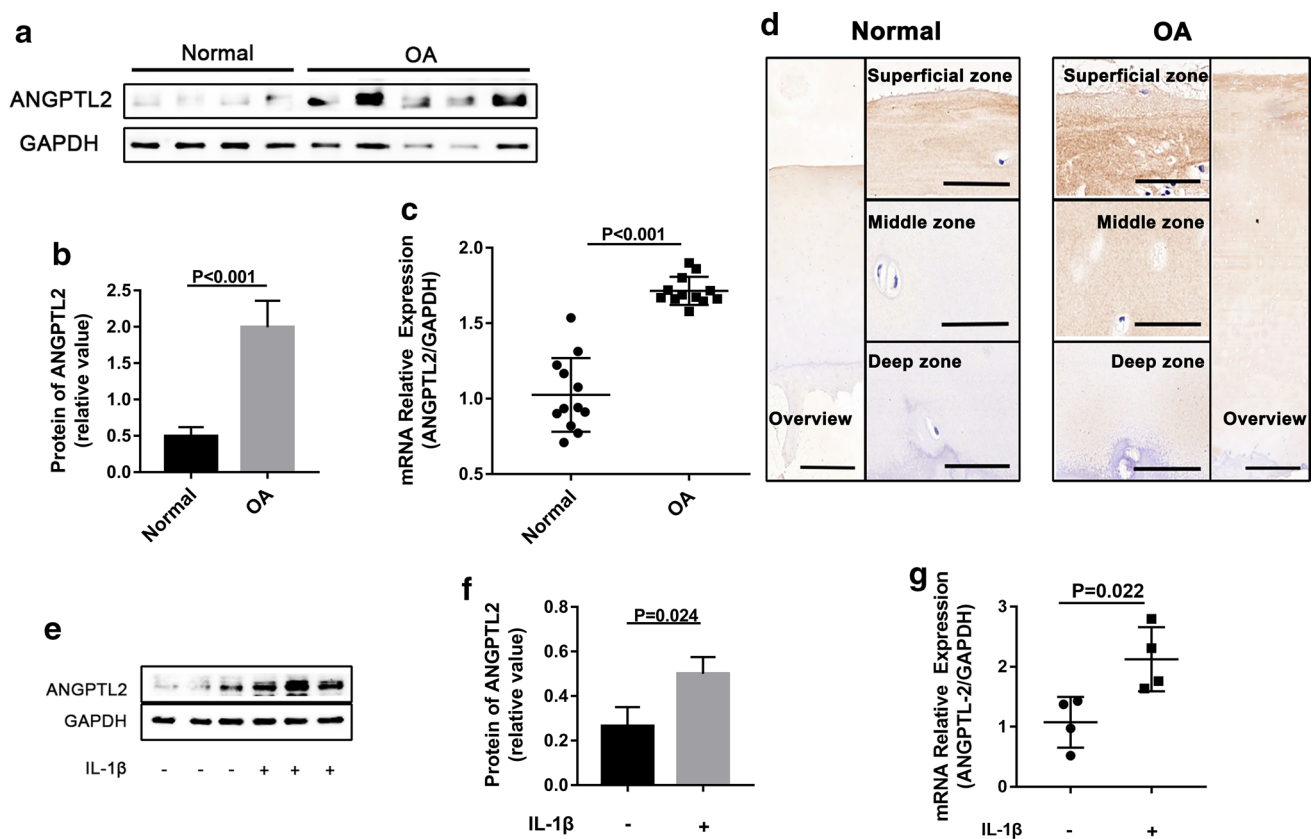 a
Normal OA
ANGPTL2
GAPDH
b
P<0.001
Protein of ANGPTL2
(relative value)
2.5
2.0
1.5
1.0
0.5
0.0
Normal OA
c
P<0.001
mRNA Relative Expression
(ANGPTL2/GAPDH)
2.0
1.5
1.0
0.5
Normal OA
d
Normal OA
Superficial zone
Middle zone
Deep zone
Overview
Superficial zone
Middle zone
Deep zone
Overview
e
ANGPTL2
GAPDH
IL-1β - - - + + +
f
P=0.024
Protein of ANGPTL2
(relative value)
0.8
0.6
0.4
0.2
0.0
IL-1β - +
g
P=0.022
mRNA Relative Expression
(ANGPTL-2/GAPDH)
3
2
1
0
IL-1β - +